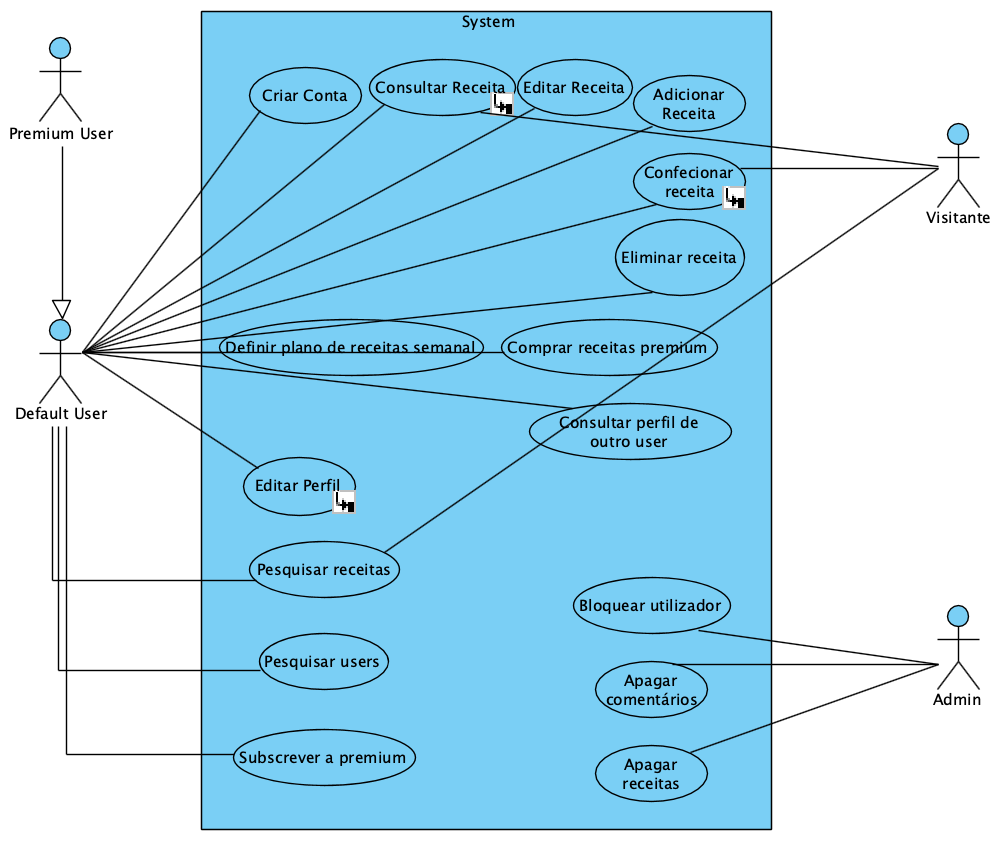 System
Premium User
Criar Conta
Consultar Receita
Editar Receita
Adicionar
Receita
Confecionar
receita
Visitante
Eliminar receita
Definir plano de receitas semanal
Comprar receitas premium
Default User
Consultar perfil de
outro user
Editar Perfil
Pesquisar receitas
Bloquear utilizador
Pesquisar users
Apagar
comentários
Admin
Subscrever a premium
Apagar
receitas